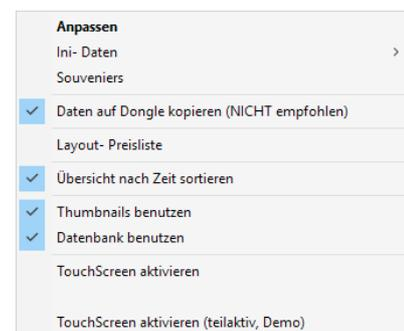 Anpassen
Ini- Daten
Souveniers
Daten auf Dongle kopieren (NICHT empfohlen)
Layout- Preisliste
Übersicht nach Zeit sortieren
Thumbnails benutzen
Datenbank benutzen
TouchScreen aktivieren
TouchScreen aktivieren (teilaktiv, Demo)